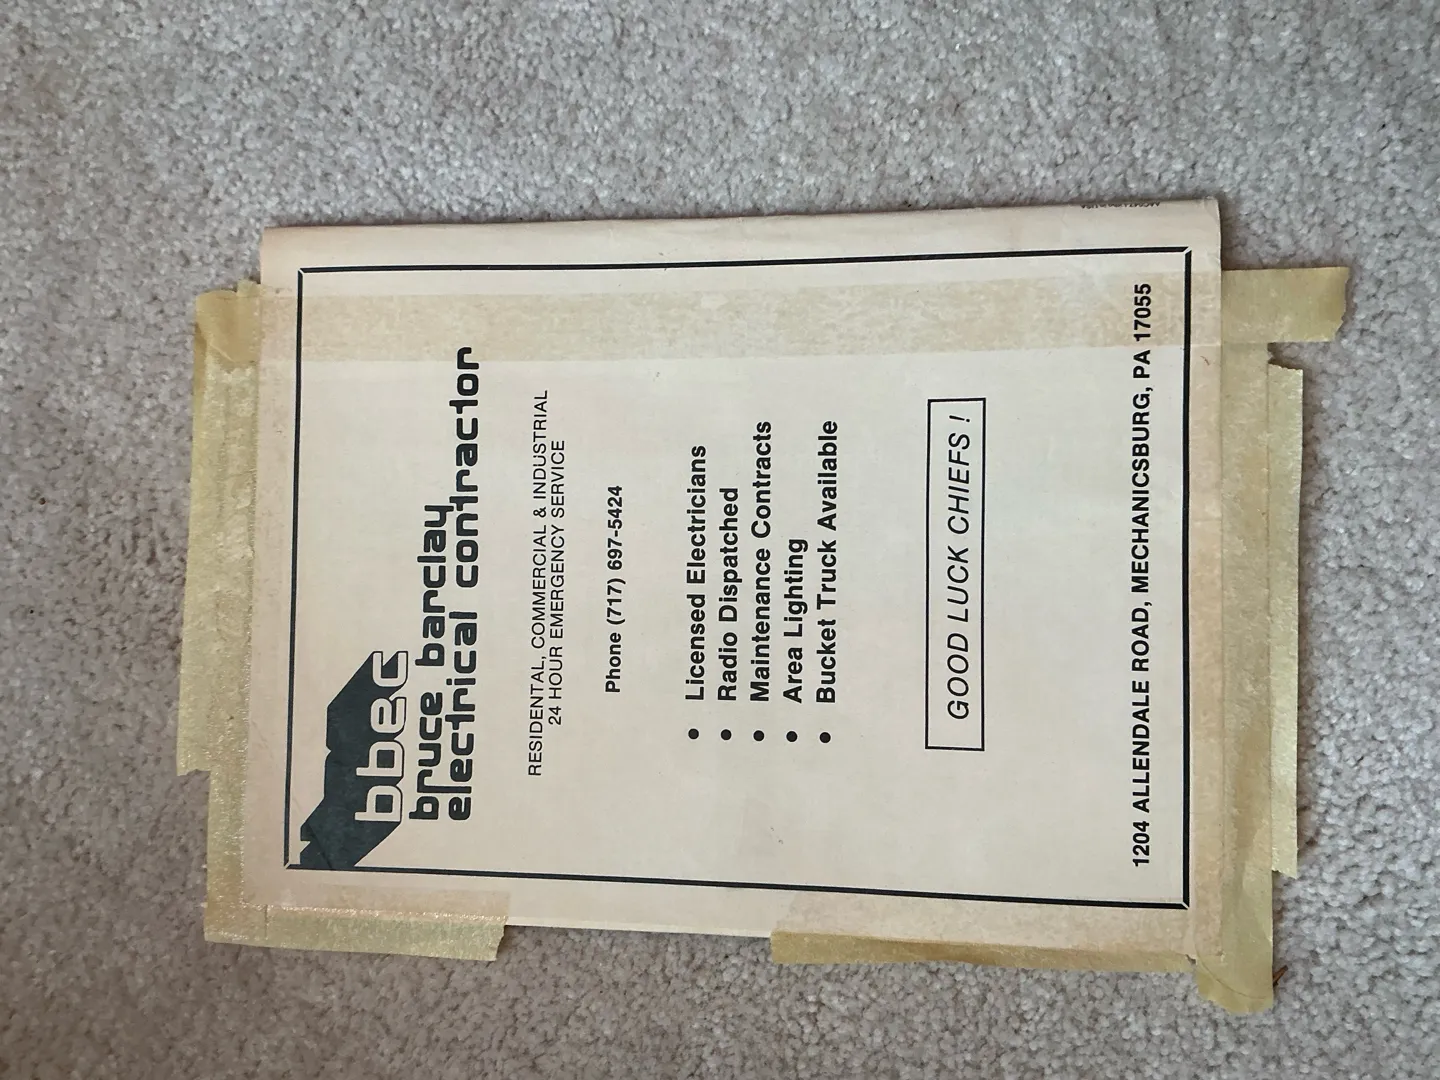 bbec
bruce barclay
electrical contractor
RESIDENTIAL, COMMERCIAL & INDUSTRIAL
24 HOUR EMERGENCY SERVICE
Phone (717) 697-5424
• Licensed Electricians
• Radio Dispatched
• Maintenance Contracts
• Area Lighting
• Bucket Truck Available
GOOD LUCK CHIEFS !
1204 ALLENDALE ROAD, MECHANICSBURG, PA 17055